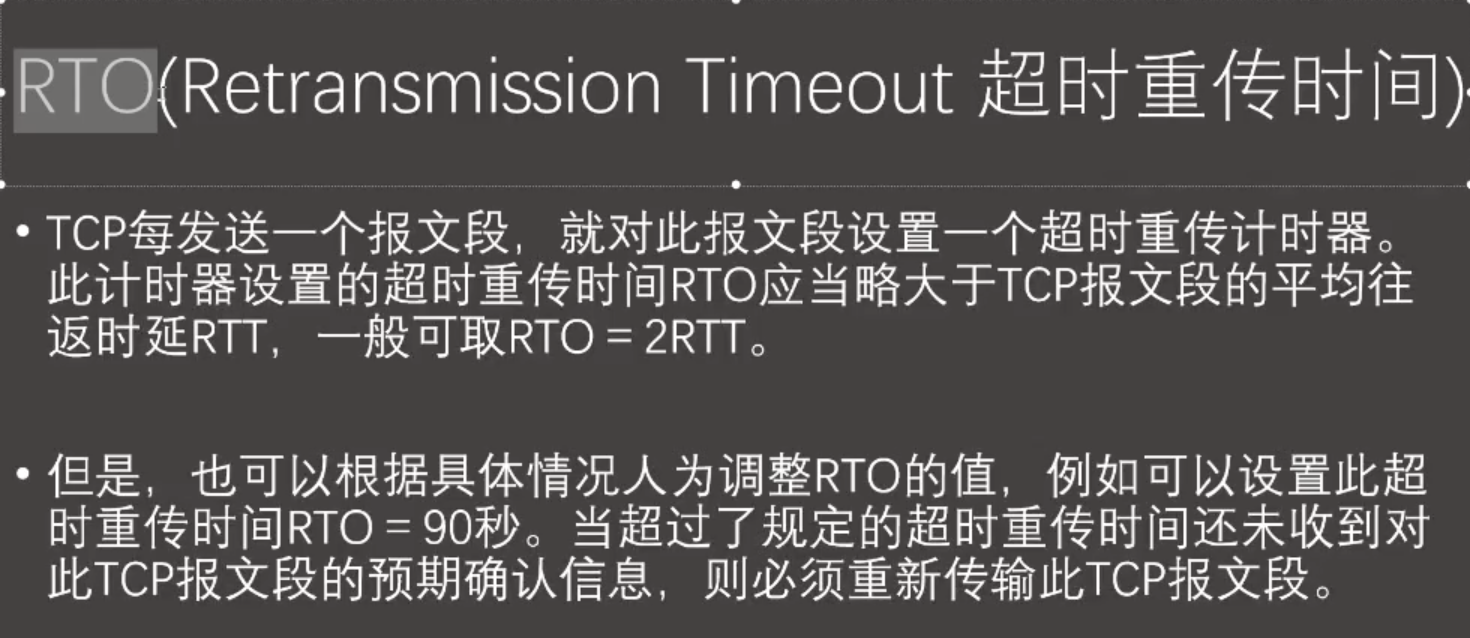 RTO(Retransmission Timeout 超时重传时间)
• TCP每发送一个报文段，就对此报文段设置一个超时重传计时器。
此计时器设置的超时重传时间RTO应当略大于TCP报文段的平均往
返时延RTT，一般可取RTO = 2RTT。
• 但是，也可以根据具体情况人为调整RTO的值，例如可以设置此超
时重传时间RTO = 90秒。当超过了规定的超时重传时间还未收到对
此TCP报文段的预期确认信息，则必须重新传输此TCP报文段。